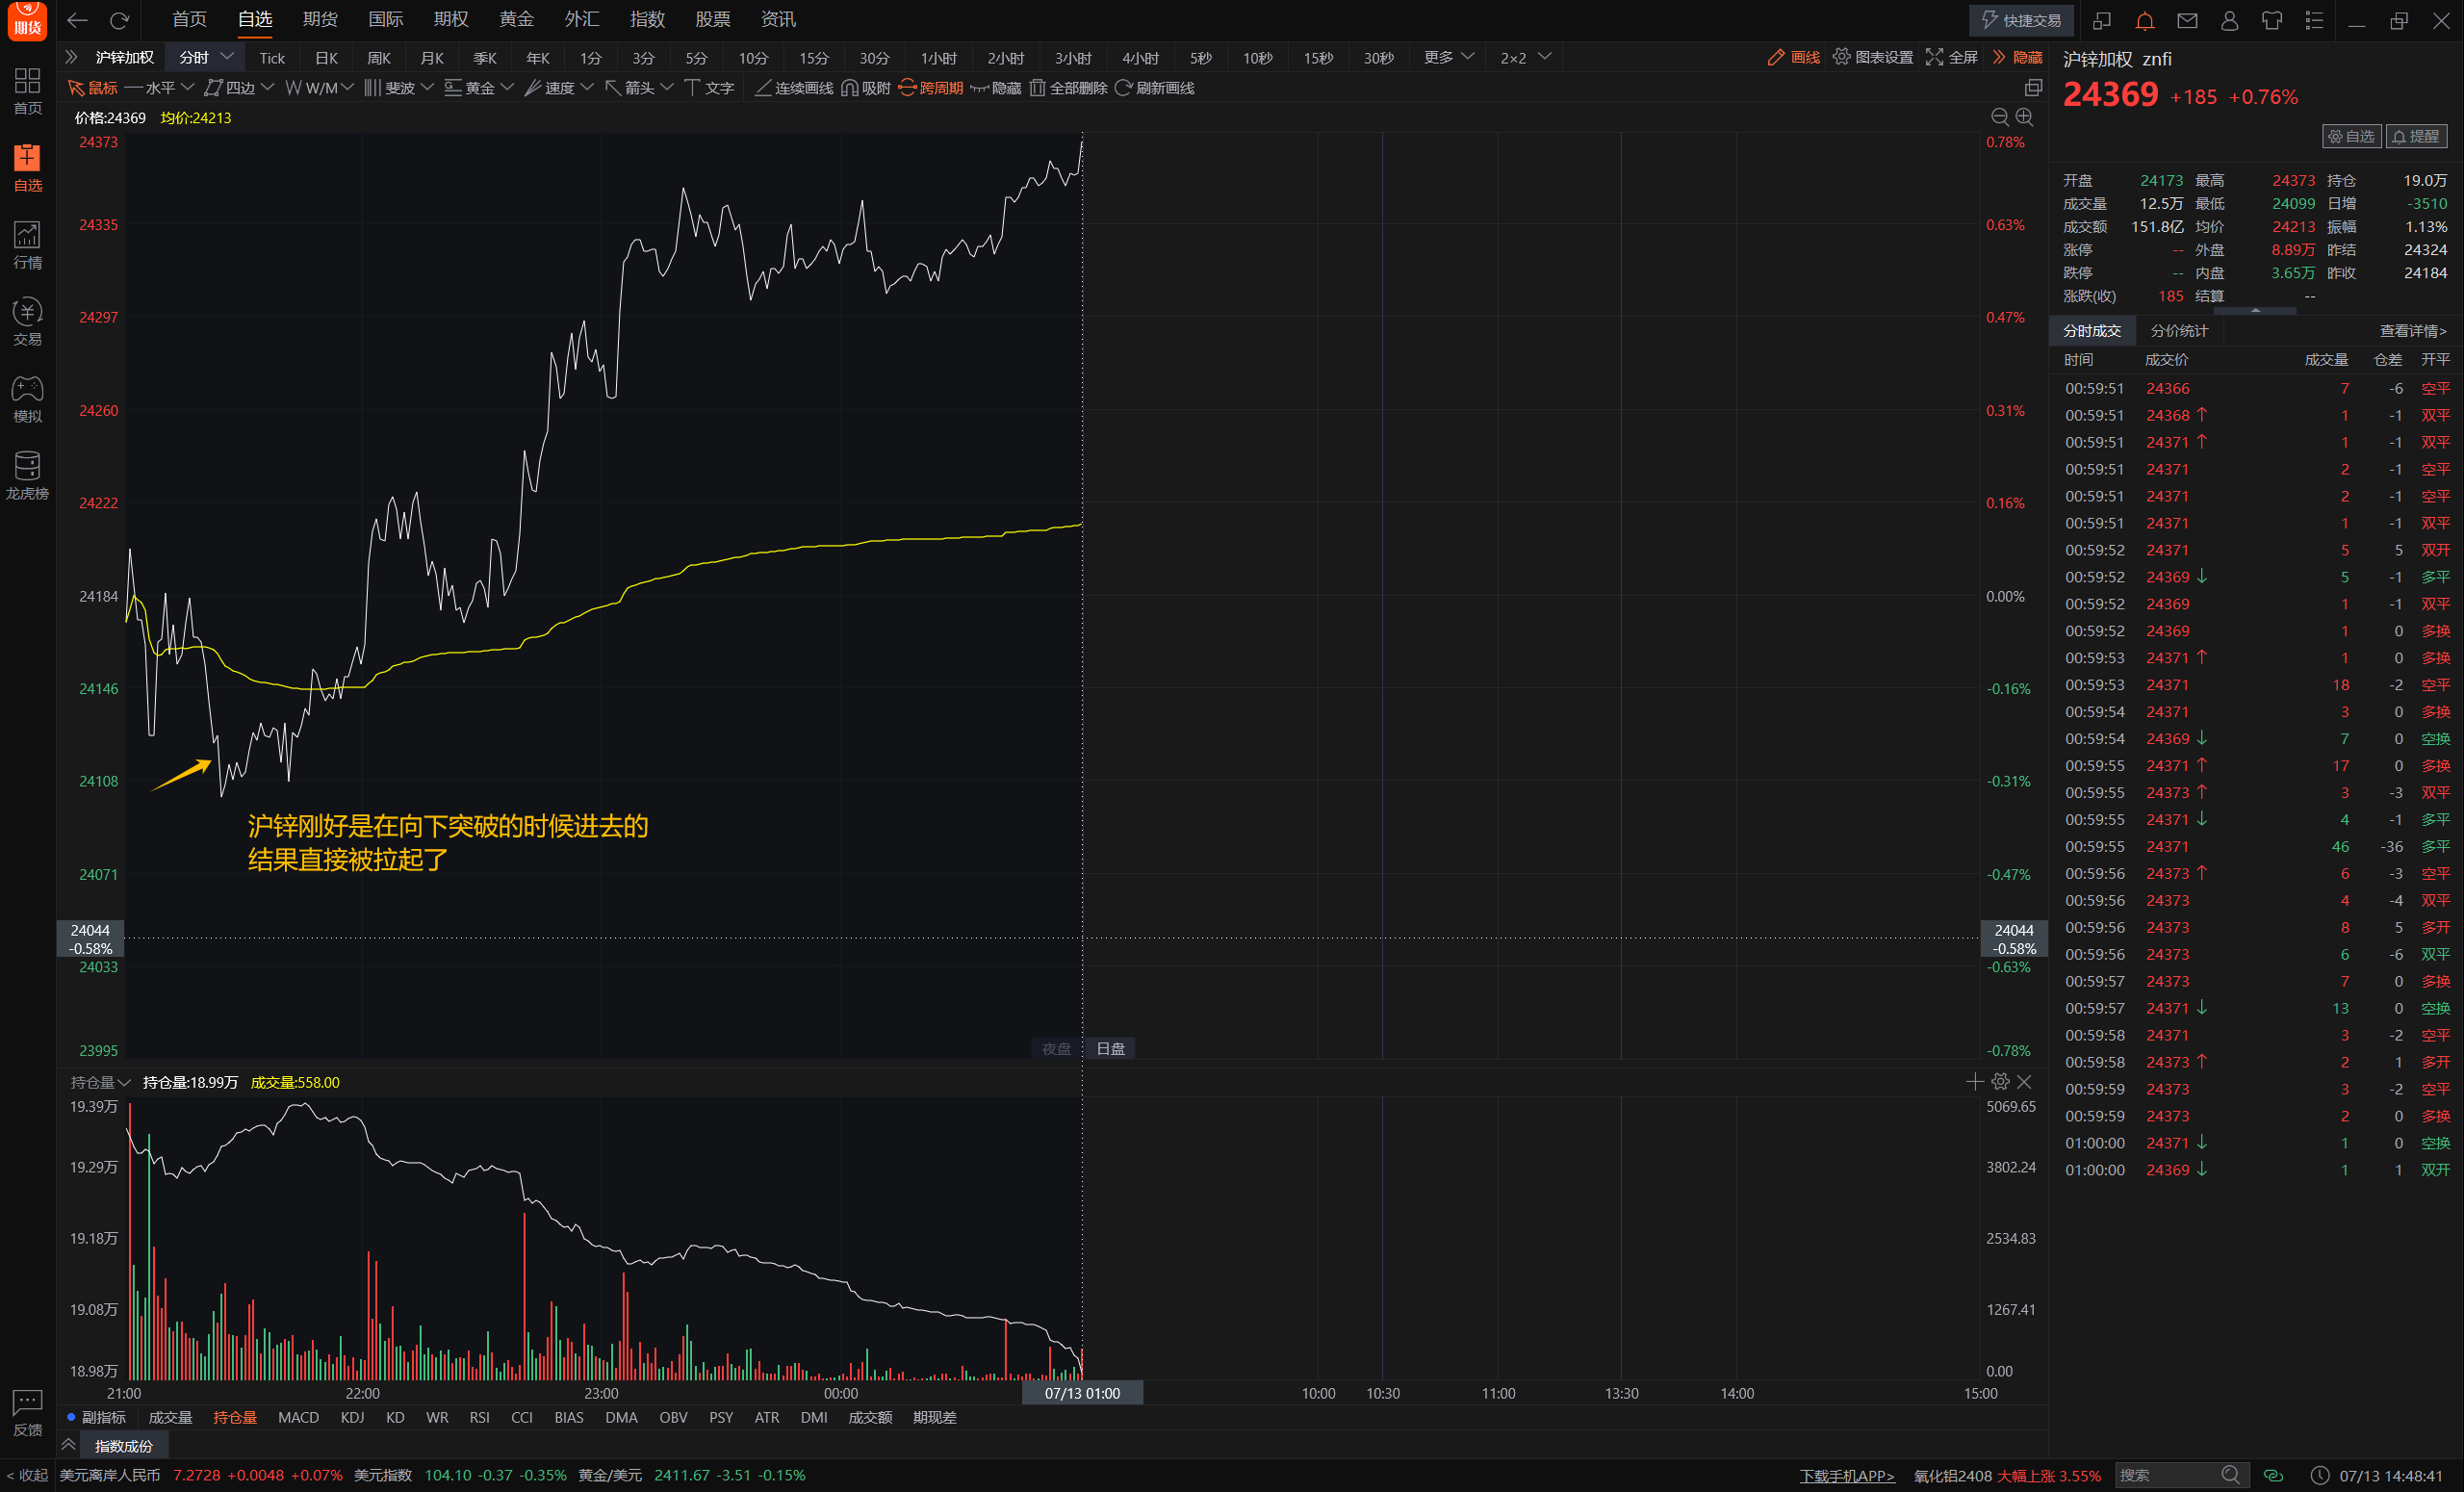 期货
首页 自选 期货 国际 期权 黄金 外汇 指数 股票 资讯
快捷交易
沪锌加权 分时 Tick 日K 周K 月K 季K 年K 1分 3分 5分 10分 15分 30分 1小时 2小时 3小时 4小时 5秒 10秒 15秒 30秒 更多 2×2
画线 图表设置 全屏 隐藏
鼠标 水平 四边 W/M 斐波 黄金 速度 箭头 文字 连续画线 吸附 跨周期 隐藏 全部删除 刷新画线
首页
自选
行情
交易
模拟
龙虎榜
反馈
< 收起
价格:24369 均价:24213
24373 0.78%
24335 0.63%
24297 0.47%
24260 0.31%
24222 0.16%
24184 0.00%
24146 -0.16%
24108 -0.31%
沪锌刚好是在向下突破的时候进去的
结果直接被拉起了
24071 -0.47%
24044 24044
-0.58% -0.58%
24033 -0.63%
23995 -0.78%
夜盘 日盘
持仓量 持仓量:18.99万 成交量:558.00
19.39万 5069.65
19.29万 3802.24
19.18万 2534.83
19.08万 1267.41
18.98万 0.00
21:00 22:00 23:00 00:00 07/13 01:00 10:00 10:30 11:00 13:30 14:00 15:00
副指标 成交量 持仓量 MACD KDJ KD WR RSI CCI BIAS DMA OBV PSY ATR DMI 成交额 期现差
指数成份
沪锌加权 znfi
24369 +185 +0.76%
自选 提醒
开盘 24173 最高 24373 持仓 19.0万
成交量 12.5万 最低 24099 日增 -3510
成交额 151.8亿 均价 24213 振幅 1.13%
涨停 -- 外盘 8.89万 昨结 24324
跌停 -- 内盘 3.65万 昨收 24184
涨跌(收) 185 结算 --
分时成交 分价统计 查看详情>
时间 成交价 成交量 仓差 开平
00:59:51 24366 7 -6 空平
00:59:51 24368 ↑ 1 -1 双平
00:59:51 24371 ↑ 1 -1 双平
00:59:51 24371 2 -1 空平
00:59:51 24371 2 -1 空平
00:59:51 24371 1 -1 双平
00:59:52 24371 5 5 双开
00:59:52 24369 ↓ 5 -1 多平
00:59:52 24369 1 -1 双平
00:59:52 24369 1 0 多换
00:59:53 24371 ↑ 1 0 多换
00:59:53 24371 18 -2 空平
00:59:54 24371 3 0 多换
00:59:54 24369 ↓ 7 0 空换
00:59:55 24371 ↑ 17 0 多换
00:59:55 24373 ↑ 3 -3 双平
00:59:55 24371 ↓ 4 -1 多平
00:59:55 24371 46 -36 多平
00:59:56 24373 ↑ 6 -3 空平
00:59:56 24373 4 -4 双平
00:59:56 24373 8 5 多开
00:59:56 24373 6 -6 双平
00:59:57 24373 7 0 多换
00:59:57 24371 ↓ 13 0 空换
00:59:58 24371 3 -2 空平
00:59:58 24373 ↑ 2 1 多开
00:59:59 24373 3 -2 空平
00:59:59 24373 2 0 多换
01:00:00 24371 ↓ 1 0 空换
01:00:00 24369 ↓ 1 1 双开
美元离岸人民币 7.2728 +0.0048 +0.07% 美元指数 104.10 -0.37 -0.35% 黄金/美元 2411.67 -3.51 -0.15%
下载手机APP> 氧化铝2408 大幅上涨 3.55% 搜索 07/13 14:48:41